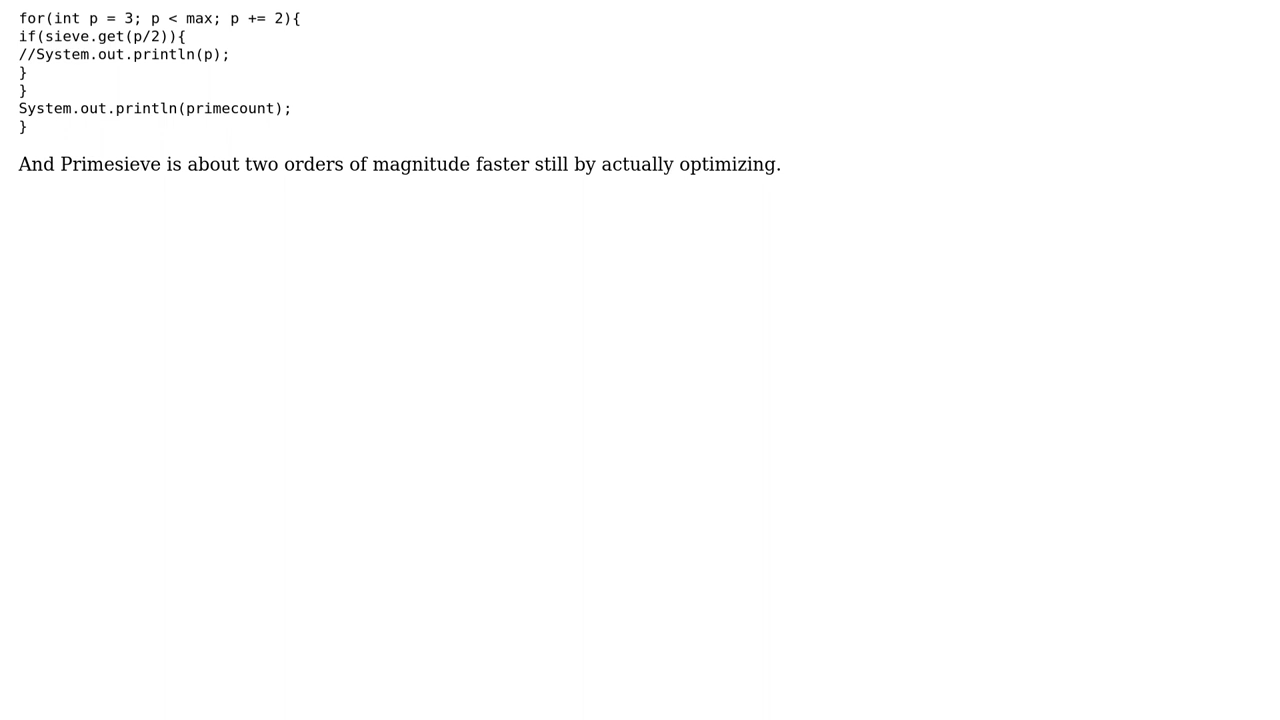 for(int p = 3; p < max; p += 2){
if(sieve.get(p/2)){
//System.out.println(p);
}
}
System.out.println(primecount);
}
And Primesieve is about two orders of magnitude faster still by actually optimizing.